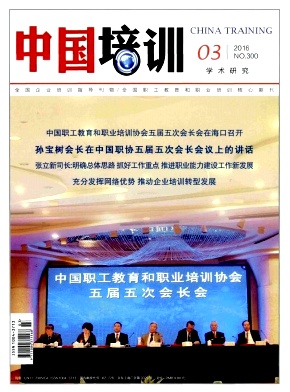 中国培训
CHINA TRAINING
03
2016
NO.300
学术研究
中国职工教育和职业培训协会五届五次会长会在海口召开
孙宝树会长在中国职协五届五次会长会议上的讲话
张立新司长:明确总体思路 抓好工作重点 推进职业能力建设工作新发展
充分发挥网络优势 推动企业培训转型发展
中国职工教育和职业培训协会
五届五次会长会